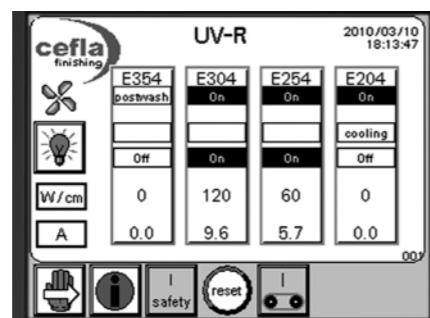 cefla
finishing
UV-R
2010/03/10
18:13:47
E354 E304 E254 E204
postwash On On On
cooling
Off On On Off
W/cm 0 120 60 0
A 0.0 9.6 5.7 0.0
001
I
safety
reset
I